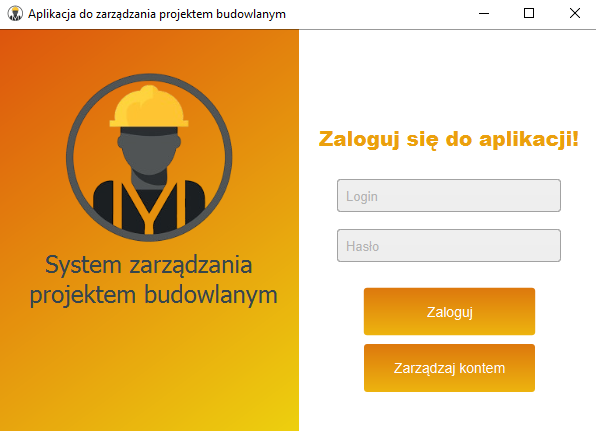 Aplikacja do zarządzania projektem budowlanym
System zarządzania
projektem budowlanym
Zaloguj się do aplikacji!
Login
Hasło
Zaloguj
Zarządzaj kontem